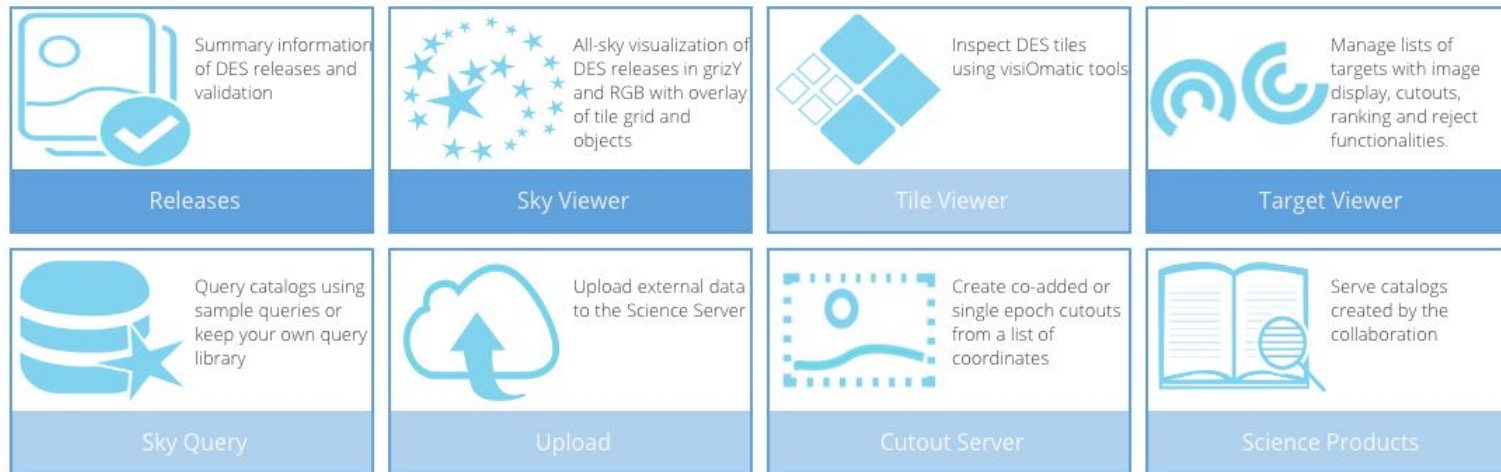 Summary information
of DES releases and
validation
Releases
All-sky visualization of
DES releases in grizY
and RGB with overlay
of tile grid and
objects
Sky Viewer
Inspect DES tiles
using visiOmatic tools
Tile Viewer
Manage lists of
targets with image
display, cutouts,
ranking and reject
functionalities.
Target Viewer
Query catalogs using
sample queries or
keep your own query
library
Sky Query
Upload external data
to the Science Server
Upload
Create co-added or
single epoch cutouts
from a list of
coordinates
Cutout Server
Serve catalogs
created by the
collaboration
Science Products